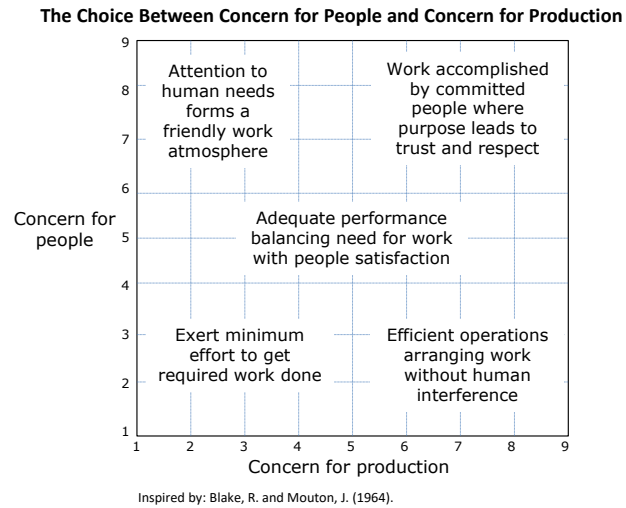 The Choice Between Concern for People and Concern for Production
9
8
7
6
5
4
3
2
1
Concern for
people
Attention to
human needs
forms a
friendly work
atmosphere
Work accomplished
by committed
people where
purpose leads to
trust and respect
Adequate performance
balancing need for work
with people satisfaction
Exert minimum
effort to get
required work done
Efficient operations
arranging work
without human
interference
1 2 3 4 5 6 7 8 9
Concern for production
Inspired by: Blake, R. and Mouton, J. (1964).